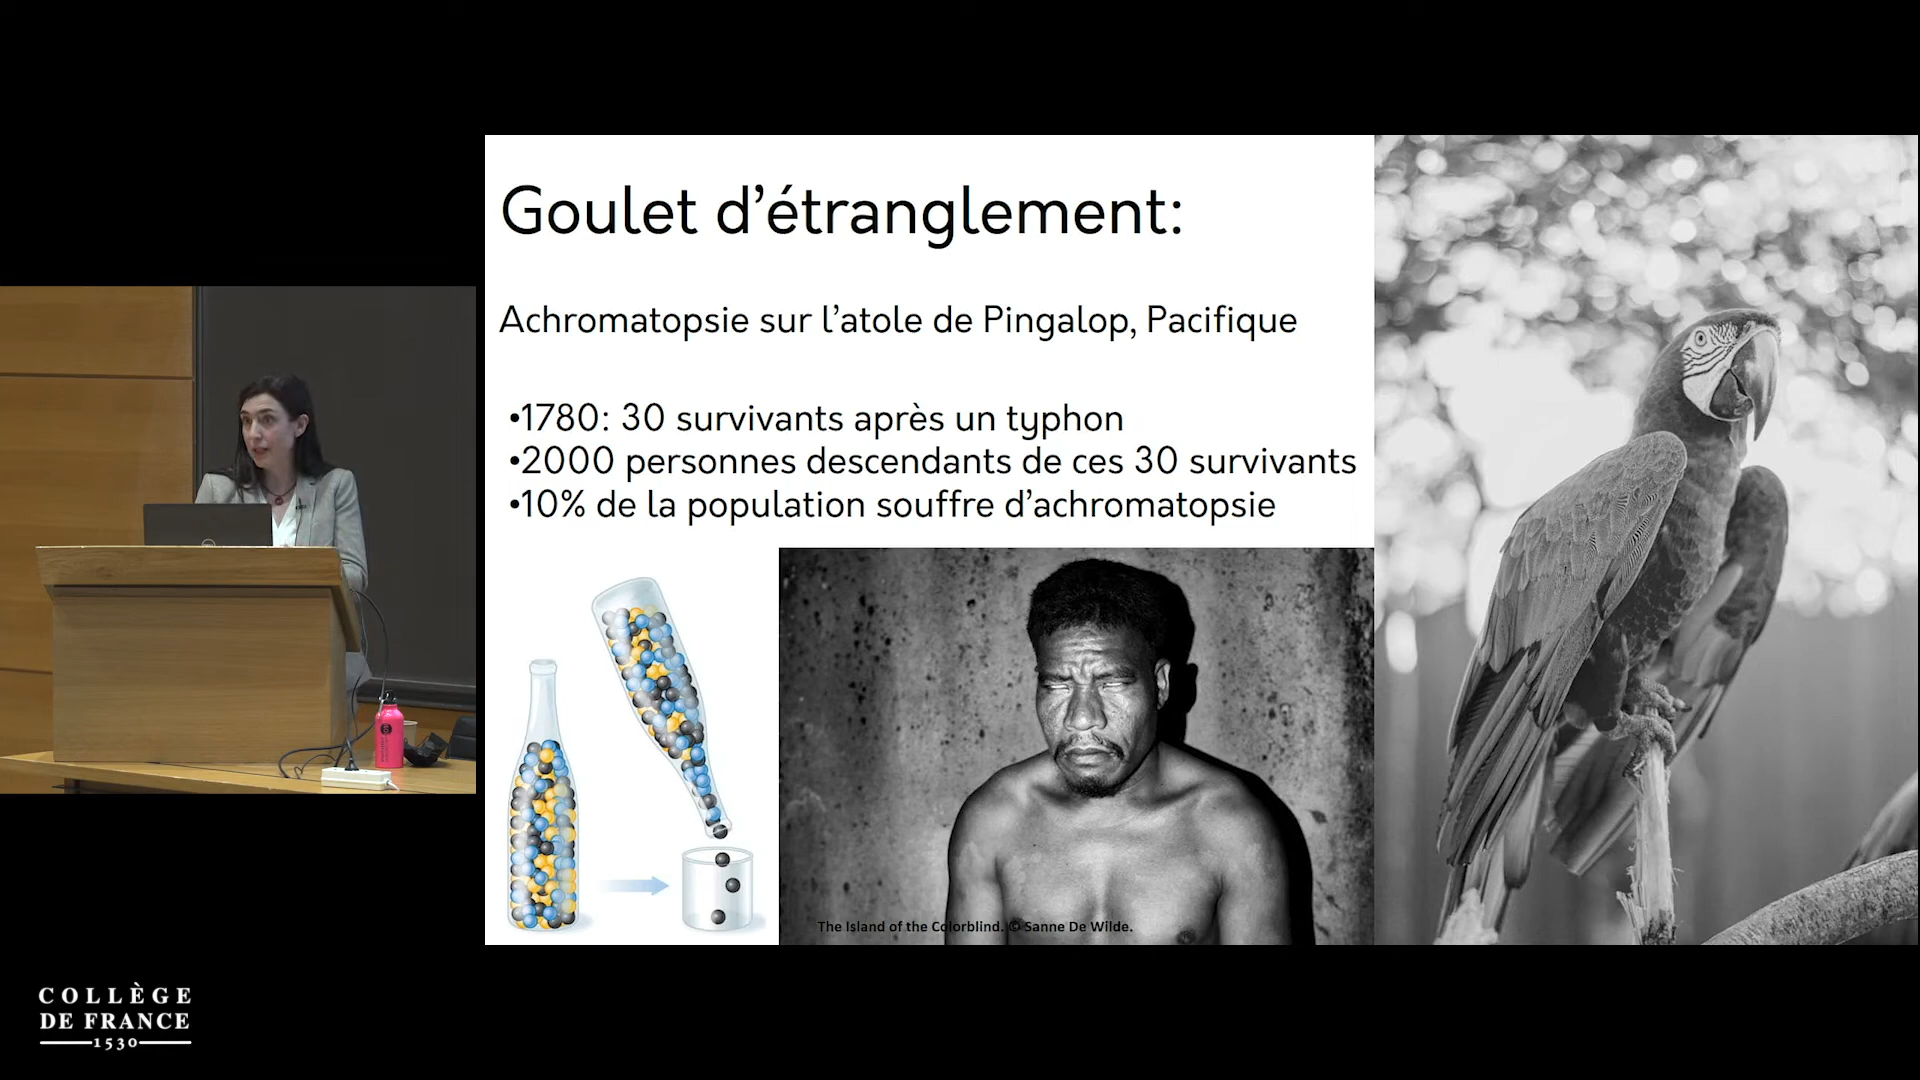 Goulet d'étranglement:
Achromatopsie sur l'atole de Pingalop, Pacifique
•1780: 30 survivants après un typhon
•2000 personnes descendants de ces 30 survivants
•10% de la population souffre d'achromatopsie
The Island of the Colorblind. © Sanne De Wilde.
COLLÈGE
DE FRANCE
1530